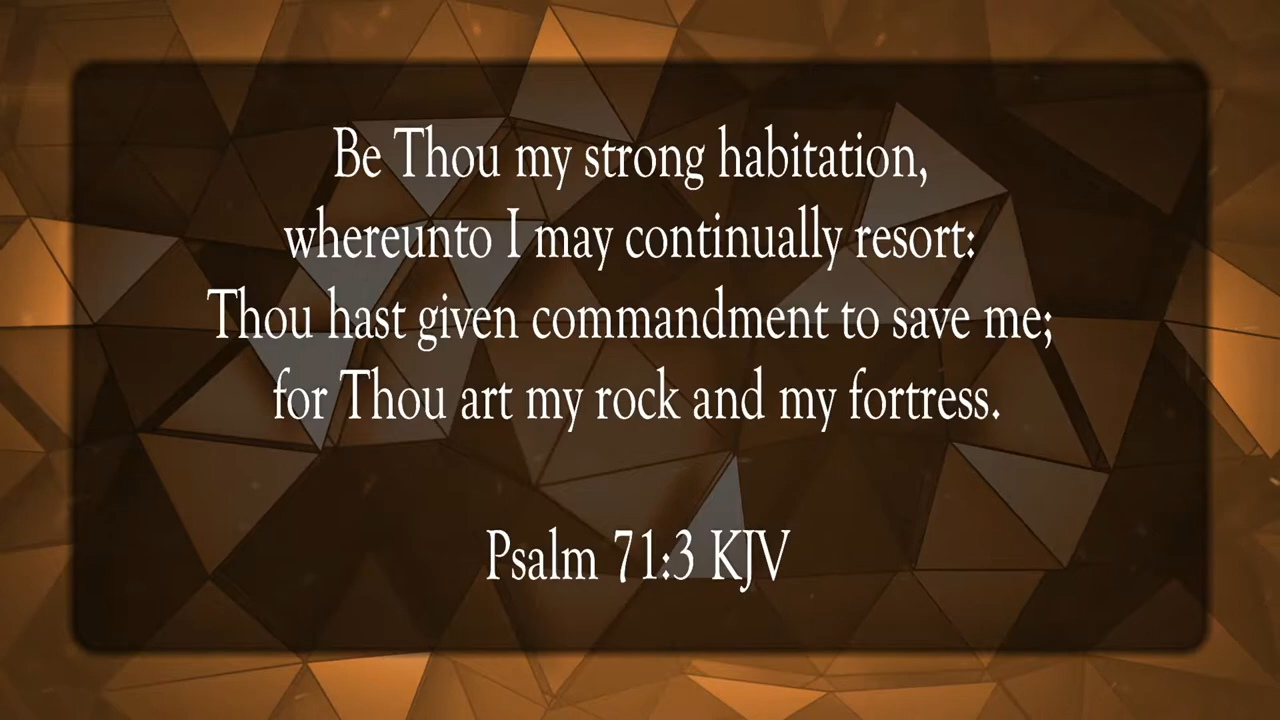 Be Thou my strong habitation,
whereunto I may continually resort:
Thou hast given commandment to save me;
for Thou art my rock and my fortress.
Psalm 71:3 KJV